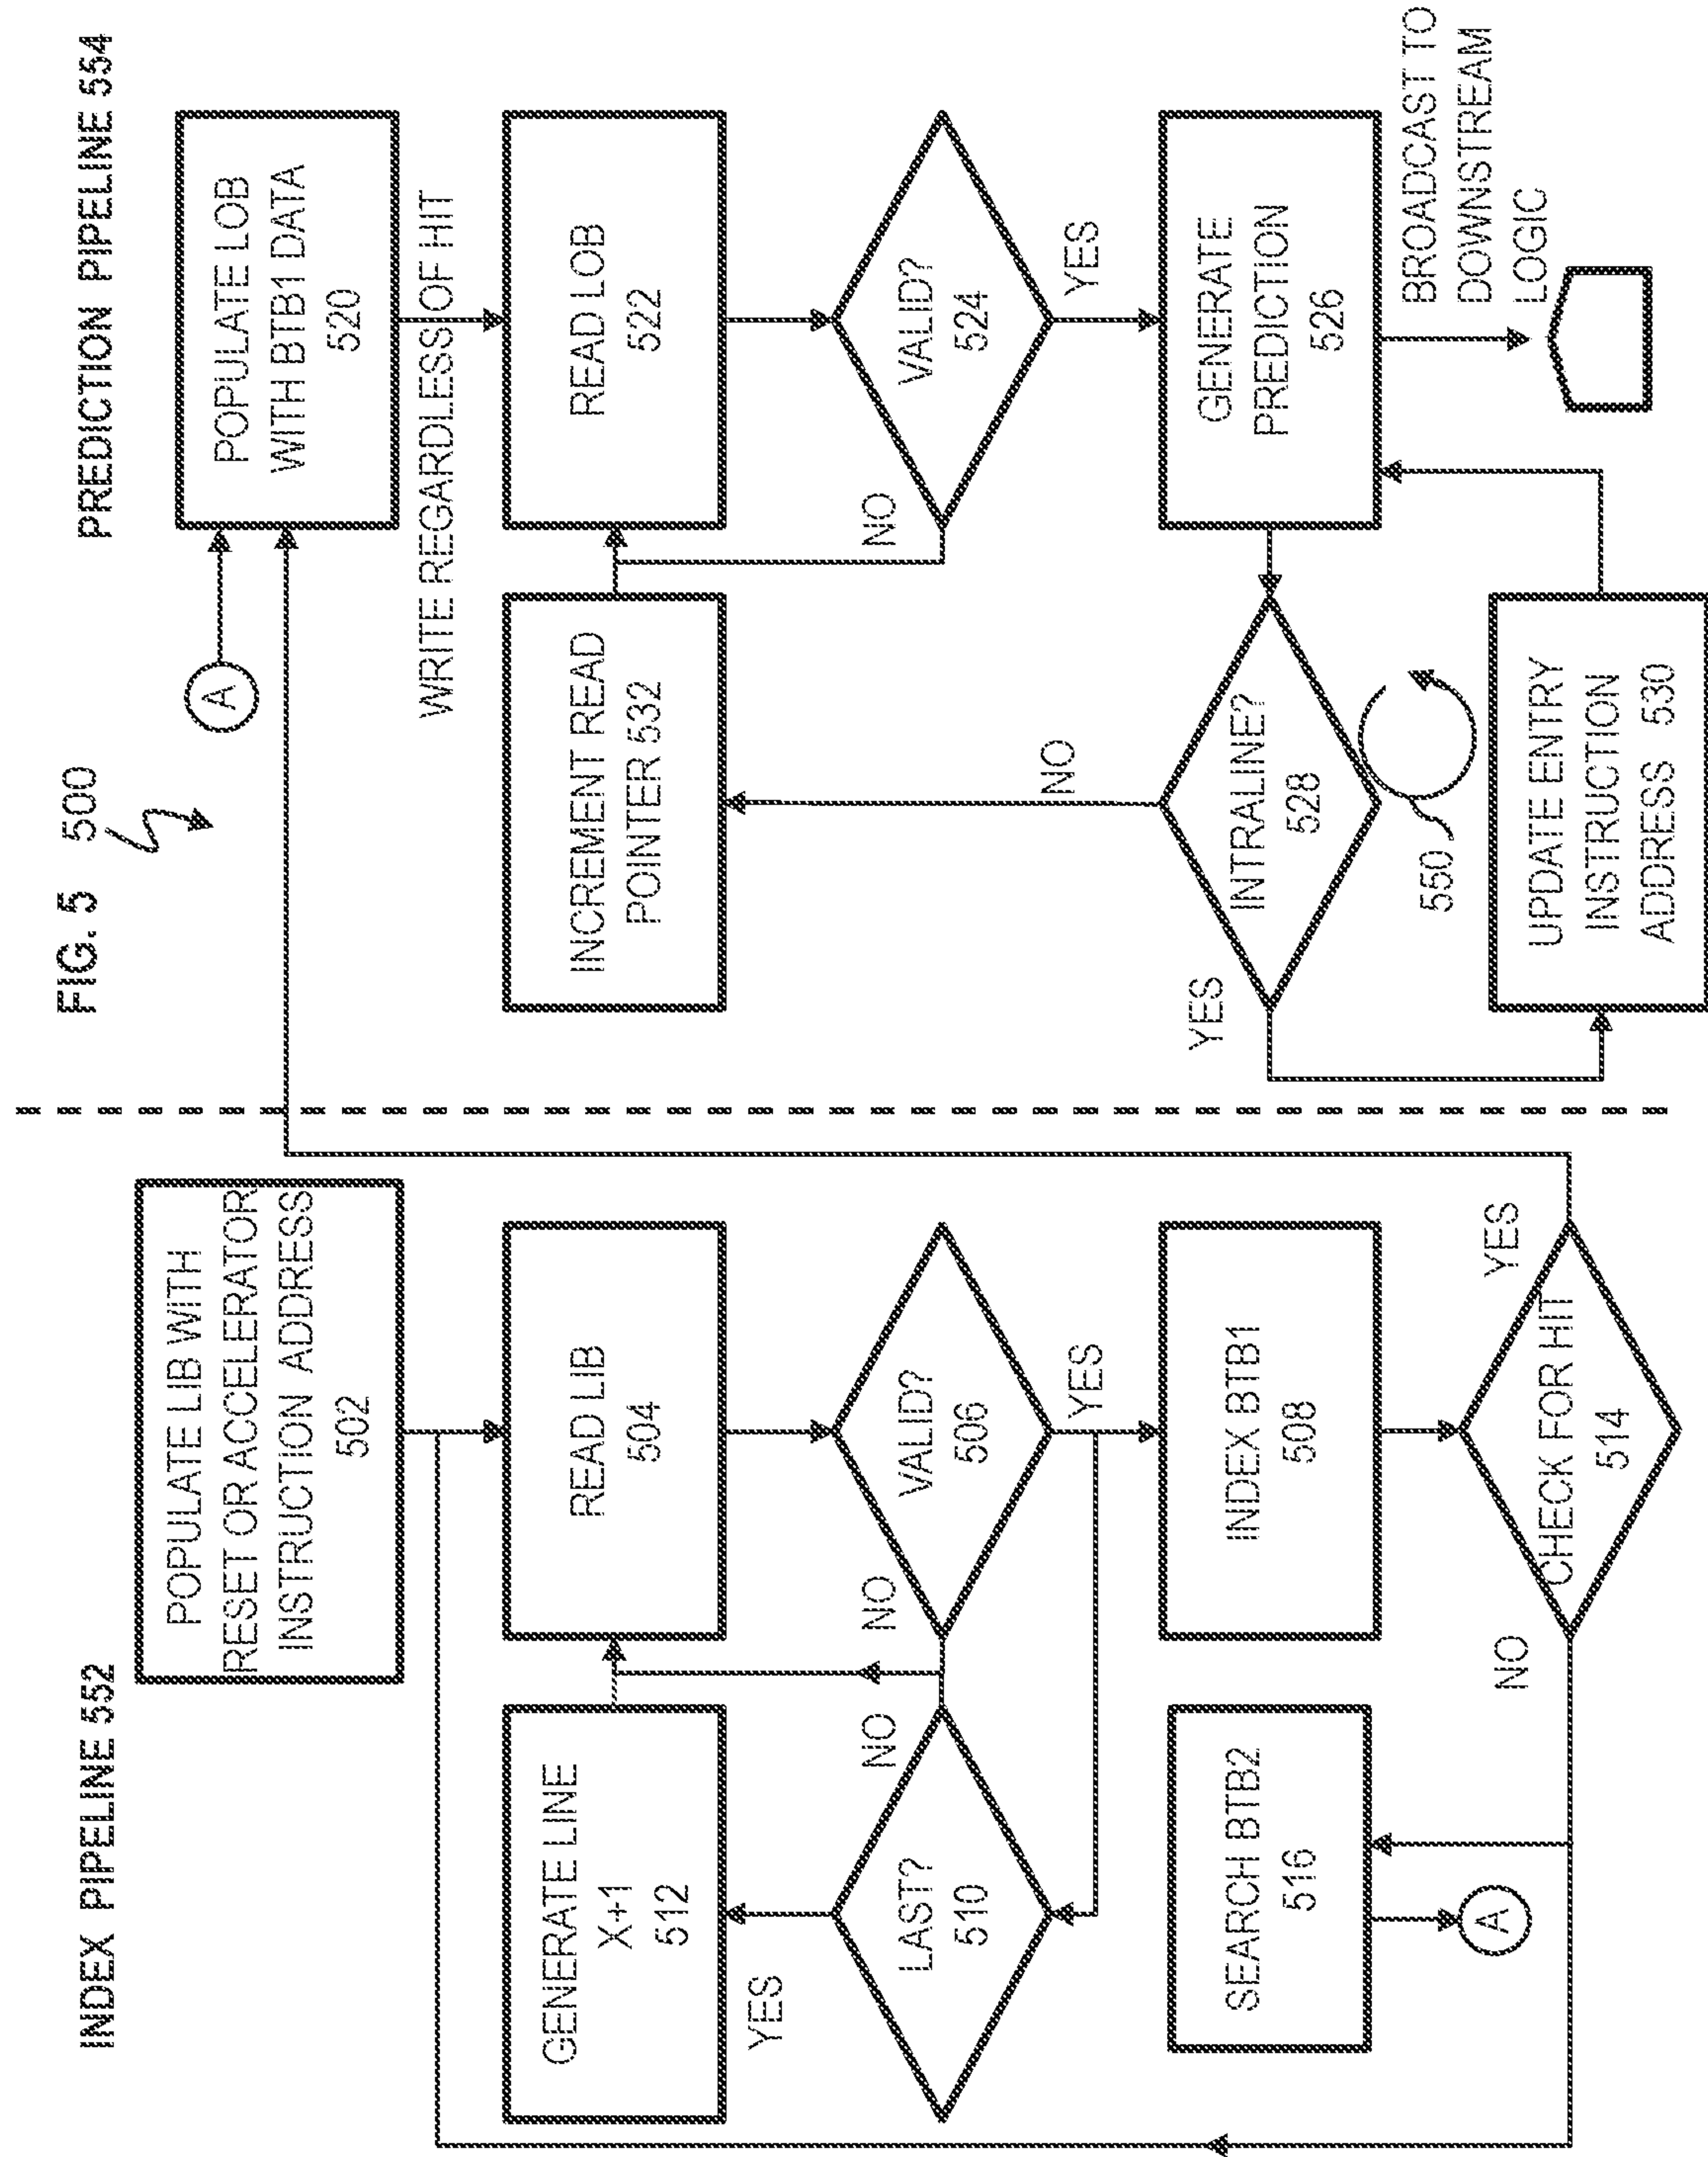 FIG. 5
500
INDEX PIPELINE 552
POPULATE LIB WITH
RESET OR ACCELERATOR
INSTRUCTION ADDRESS
502
READ LIB
504
VALID?
506
NO
YES
GENERATE LINE
X+1
512
LAST?
510
NO
YES
INDEX BTB1
508
CHECK FOR HIT
514
YES
NO
SEARCH BTB2
516
A
PREDICTION PIPELINE 554
A
POPULATE LOB
WITH BTB1 DATA
520
WRITE REGARDLESS OF HIT
READ LOB
522
VALID?
524
NO
YES
INCREMENT READ
POINTER 532
GENERATE
PREDICTION
526
INTRALINE?
528
NO
YES
550
UPDATE ENTRY
INSTRUCTION
ADDRESS 530
BROADCAST TO
DOWNSTREAM
LOGIC